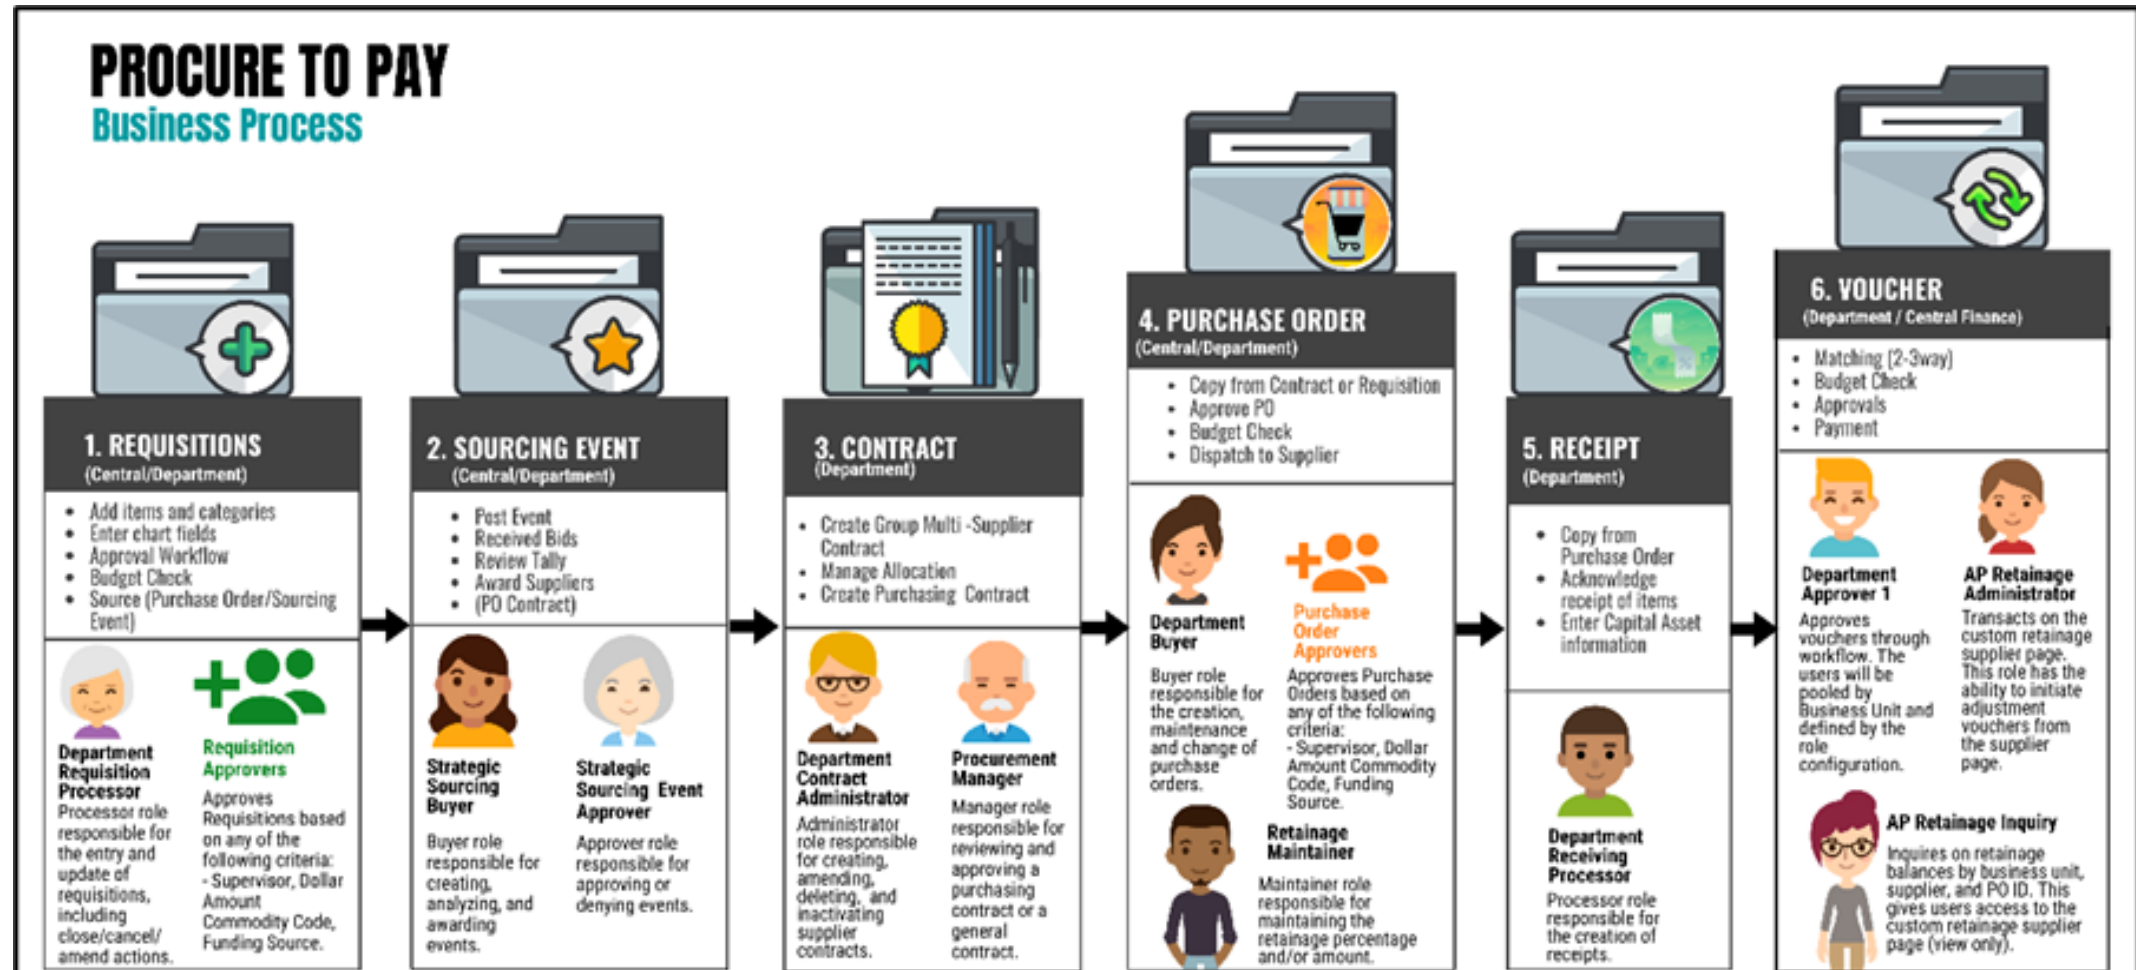 PROCURE TO PAY
Business Process
1. REQUISITIONS
(Central/Department)
• Add items and categories
• Enter chart fields
• Approval Workflow
• Budget Check
• Source (Purchase Order/Sourcing
Event)
Department
Requisition
Processor
Processor role
responsible for
the entry and
update of
requisitions,
including
close/cancel/
amend actions.
Requisition
Approvers
Approves
Requisitions based
on any of the
following criteria:
- Supervisor, Dollar
Amount
Commodity Code,
Funding Source.
2. SOURCING EVENT
(Central/Department)
• Post Event
• Received Bids
• Review Tally
• Award Suppliers
• (PO Contract)
Strategic
Sourcing
Buyer
Buyer role
responsible for
creating,
analyzing, and
awarding
events.
Strategic
Sourcing Event
Approver
Approver role
responsible for
approving or
denying events.
3. CONTRACT
(Department)
• Create Group Multi -Supplier
Contract
• Manage Allocation
• Create Purchasing Contract
Department
Contract
Administrator
Administrator
role responsible
for creating,
amending,
deleting, and
inactivating
supplier
contracts.
Procurement
Manager
Manager role
responsible for
reviewing and
approving a
purchasing
contract or a
general
contract.
4. PURCHASE ORDER
(Central/Department)
• Copy from Contract or Requisition
• Approve PO
• Budget Check
• Dispatch to Supplier
Department
Buyer
Buyer role
responsible for
the creation,
maintenance
and change of
purchase
orders.
Purchase
Order
Approvers
Approves Purchase
Orders based on
any of the following
criteria:
- Supervisor, Dollar
Amount Commodity
Code, Funding
Source.
Retainage
Maintainer
Maintainer role
responsible for
maintaining the
retainage percentage
and/or amount.
5. RECEIPT
(Department)
• Copy from
Purchase Order
• Acknowledge
receipt of items
• Enter Capital Asset
information
Department
Receiving
Processor
Processor role
responsible for
the creation of
receipts.
6. VOUCHER
(Department / Central Finance)
• Matching (2-3way)
• Budget Check
• Approvals
• Payment
Department
Approver 1
Approves
vouchers through
workflow. The
users will be
pooled by
Business Unit and
defined by the
role
configuration.
AP Retainage
Administrator
Transacts on the
custom retainage
supplier page.
This role has the
ability to initiate
adjustment
vouchers from
the supplier
page.
AP Retainage Inquiry
Inquires on retainage
balances by business unit,
supplier, and PO ID. This
gives users access to the
custom retainage supplier
page (view only).